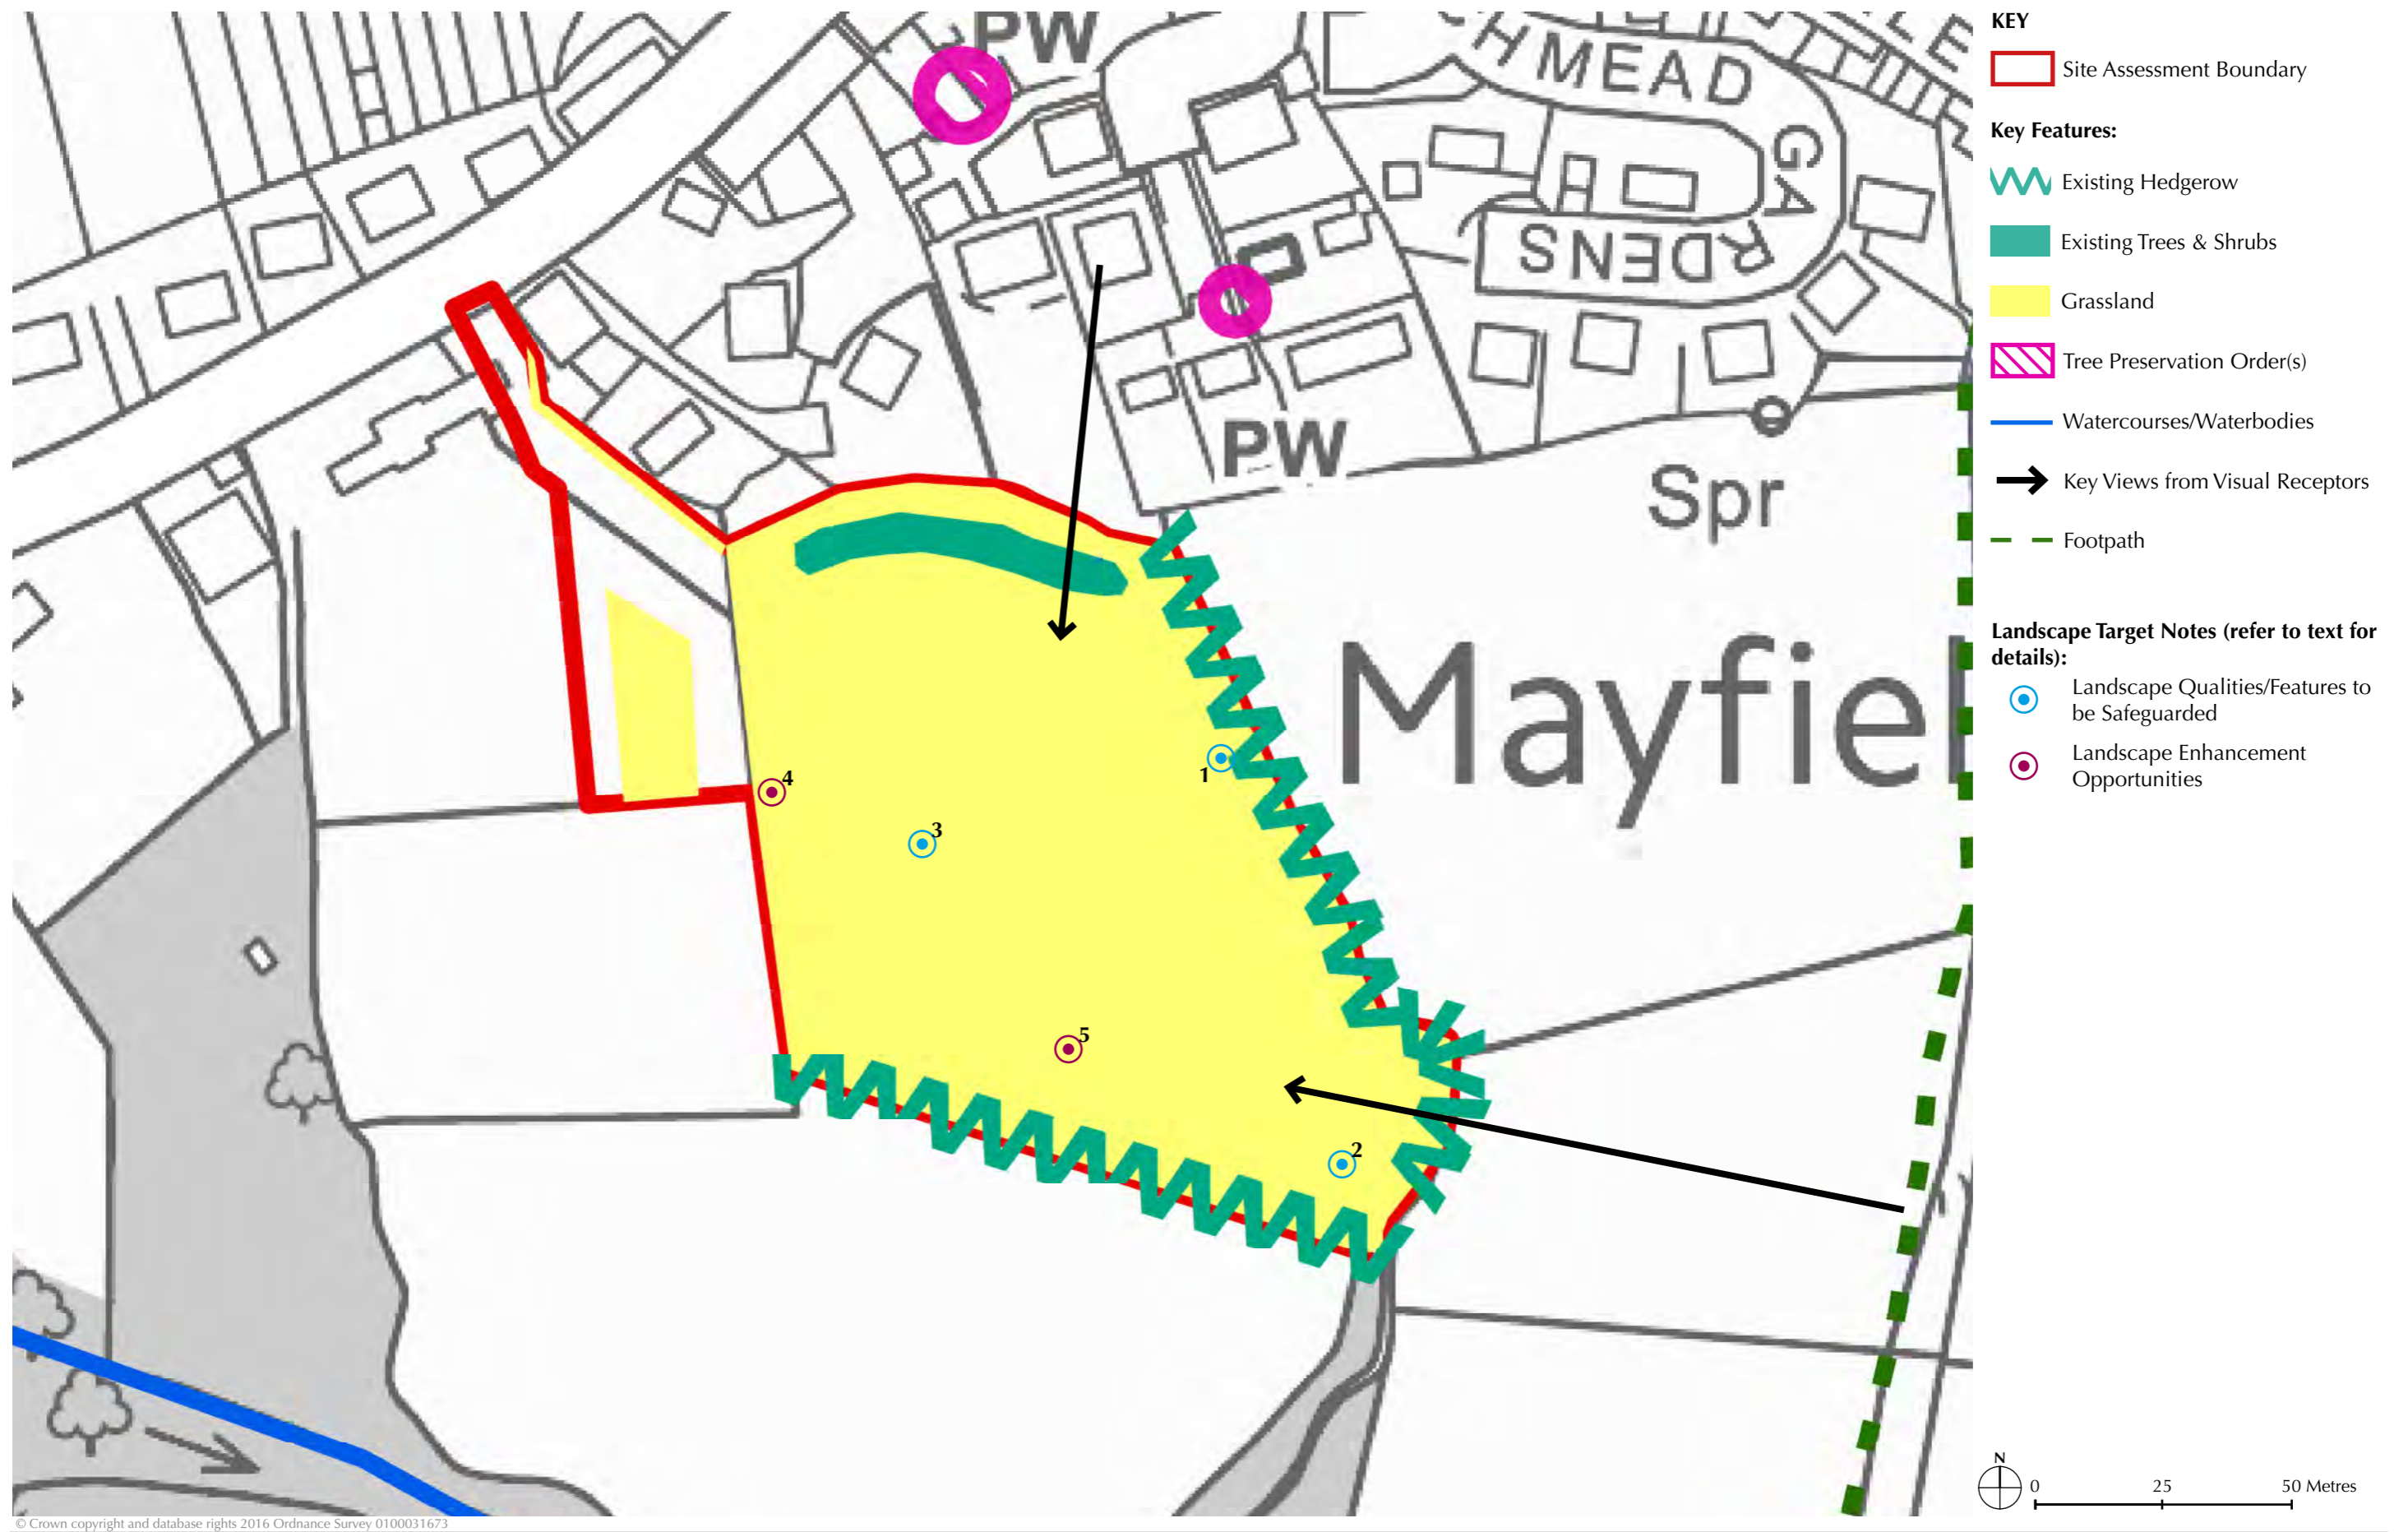 PW
HMEAD
GA
RDENS
LE
PW
Spr
Mayfiel
4
1
3
5
2
© Crown copyright and database rights 2016 Ordnance Survey 0100031673
KEY
Site Assessment Boundary
Key Features:
Existing Hedgerow
Existing Trees & Shrubs
Grassland
Tree Preservation Order(s)
Watercourses/Waterbodies
Key Views from Visual Receptors
Footpath
Landscape Target Notes (refer to text for
details):
Landscape Qualities/Features to
be Safeguarded
Landscape Enhancement
Opportunities
N
0 25 50 Metres